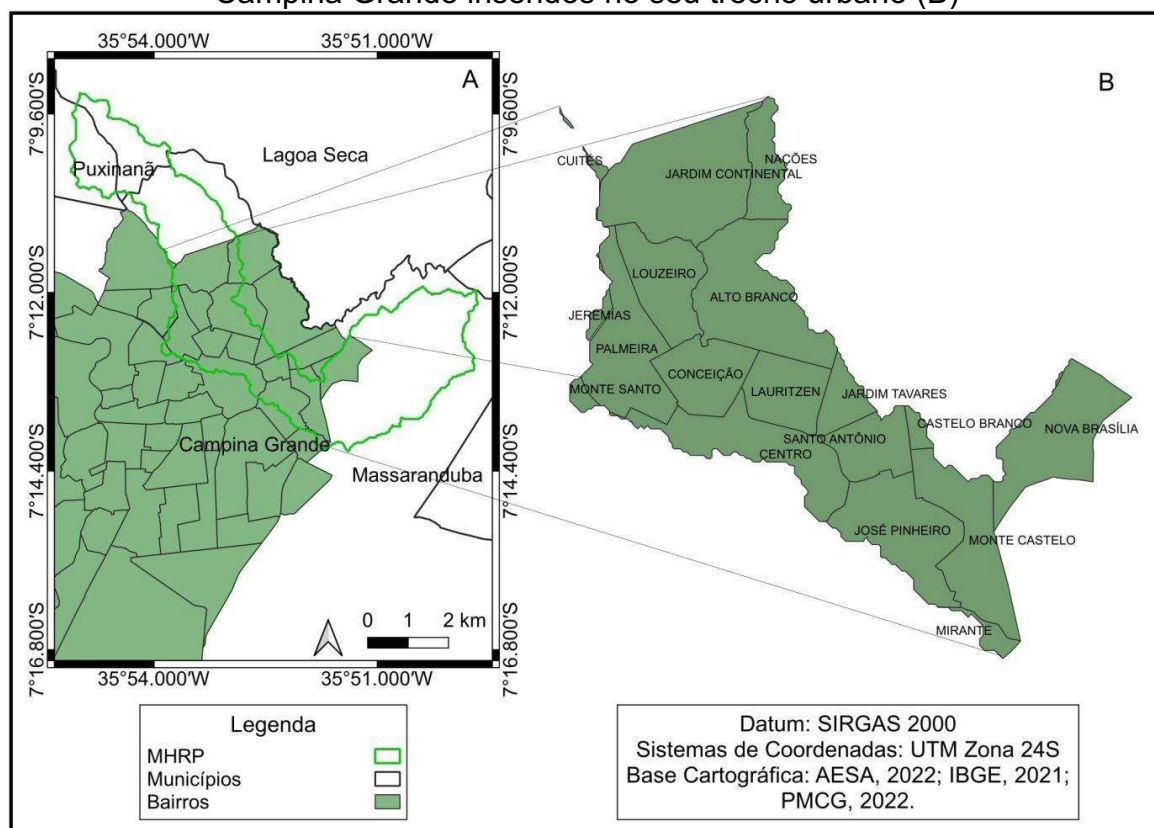 Campina Grande inseridos no seu trecho urbano (B)
35°54.000'W 35°51.000'W
A
B
7°9.600'S
7°9.600'S
Lagoa Seca
Puxinanã
CUITÉS
NAÇÕES
JARDIM CONTINENTAL
7°12.000'S
7°12.000'S
LOUZEIRO
ALTO BRANCO
JEREMIAS
PALMEIRA
CONCEIÇÃO
MONTE SANTO
LAURITZEN
JARDIM TAVARES
CASTELO BRANCO
NOVA BRASÍLIA
SANTO ANTÔNIO
CENTRO
Campina Grande
7°14.400'S
7°14.400'S
Massaranduba
JOSÉ PINHEIRO
MONTE CASTELO
MIRANTE
0 1 2 km
7°16.800'S
7°16.800'S
35°54.000'W 35°51.000'W
Legenda
MHRP
Municípios
Bairros
Datum: SIRGAS 2000
Sistemas de Coordenadas: UTM Zona 24S
Base Cartográfica: AESA, 2022; IBGE, 2021;
PMCG, 2022.